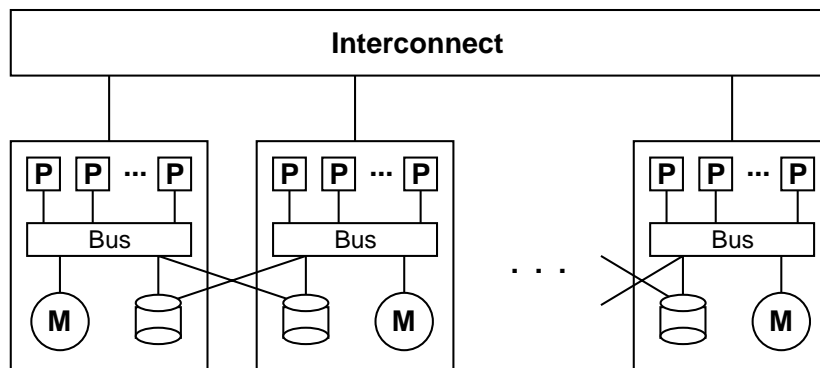 Interconnect
P P ... P P P ... P P P ... P
Bus Bus Bus
. . .
M M M